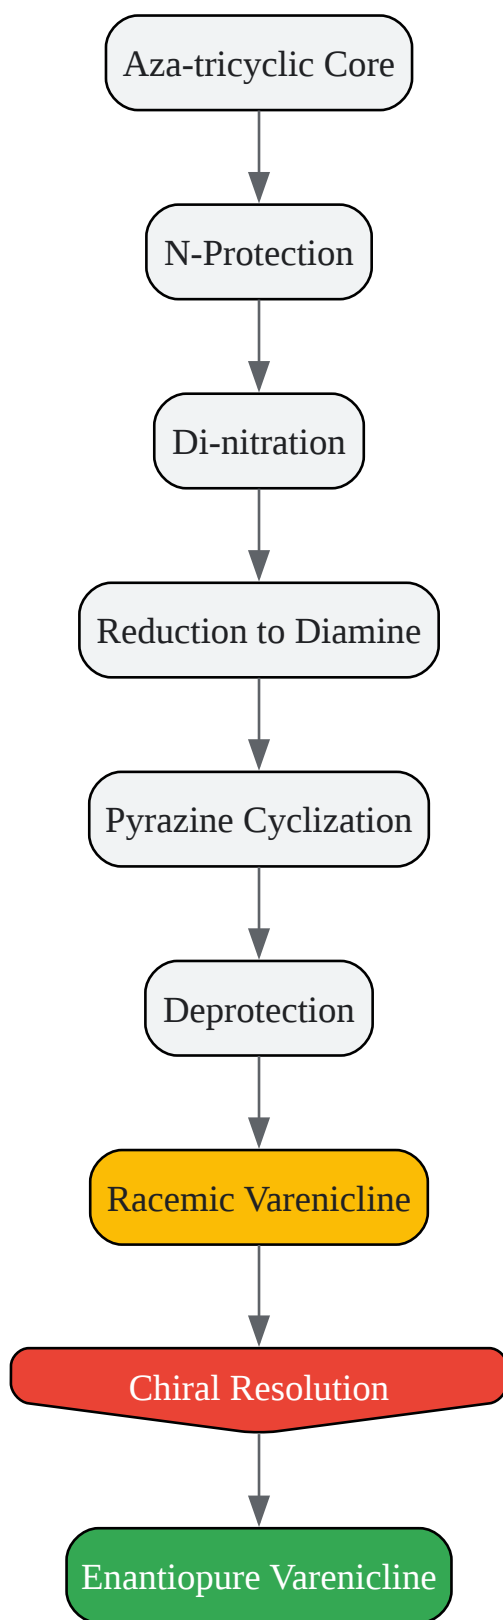 Aza-tricyclic Core
N-Protection
Di-nitration
Reduction to Diamine
Pyrazine Cyclization
Deprotection
Racemic Varenicline
Chiral Resolution
Enantiopure Varenicline